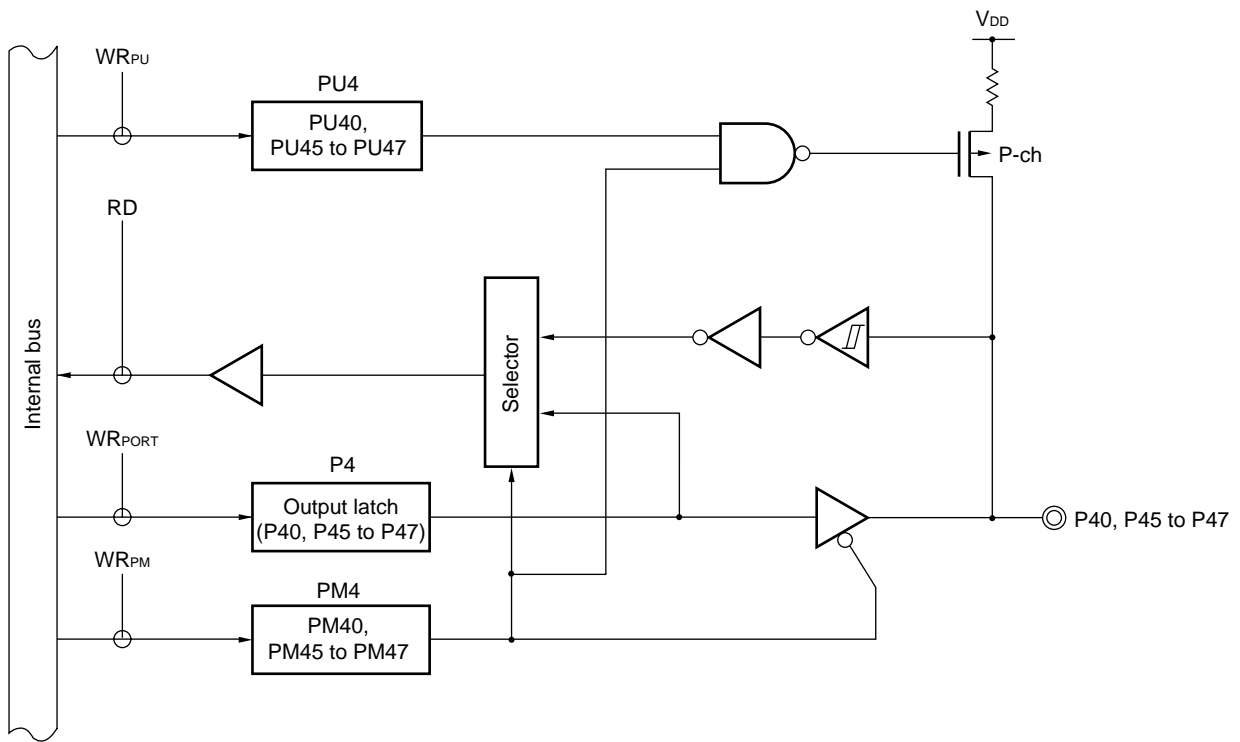 VDD
WRPU
PU4
PU40,
PU45 to PU47
P-ch
RD
Internal bus
Selector
WRPORT
P4
Output latch
(P40, P45 to P47)
P40, P45 to P47
WRPM
PM4
PM40,
PM45 to PM47